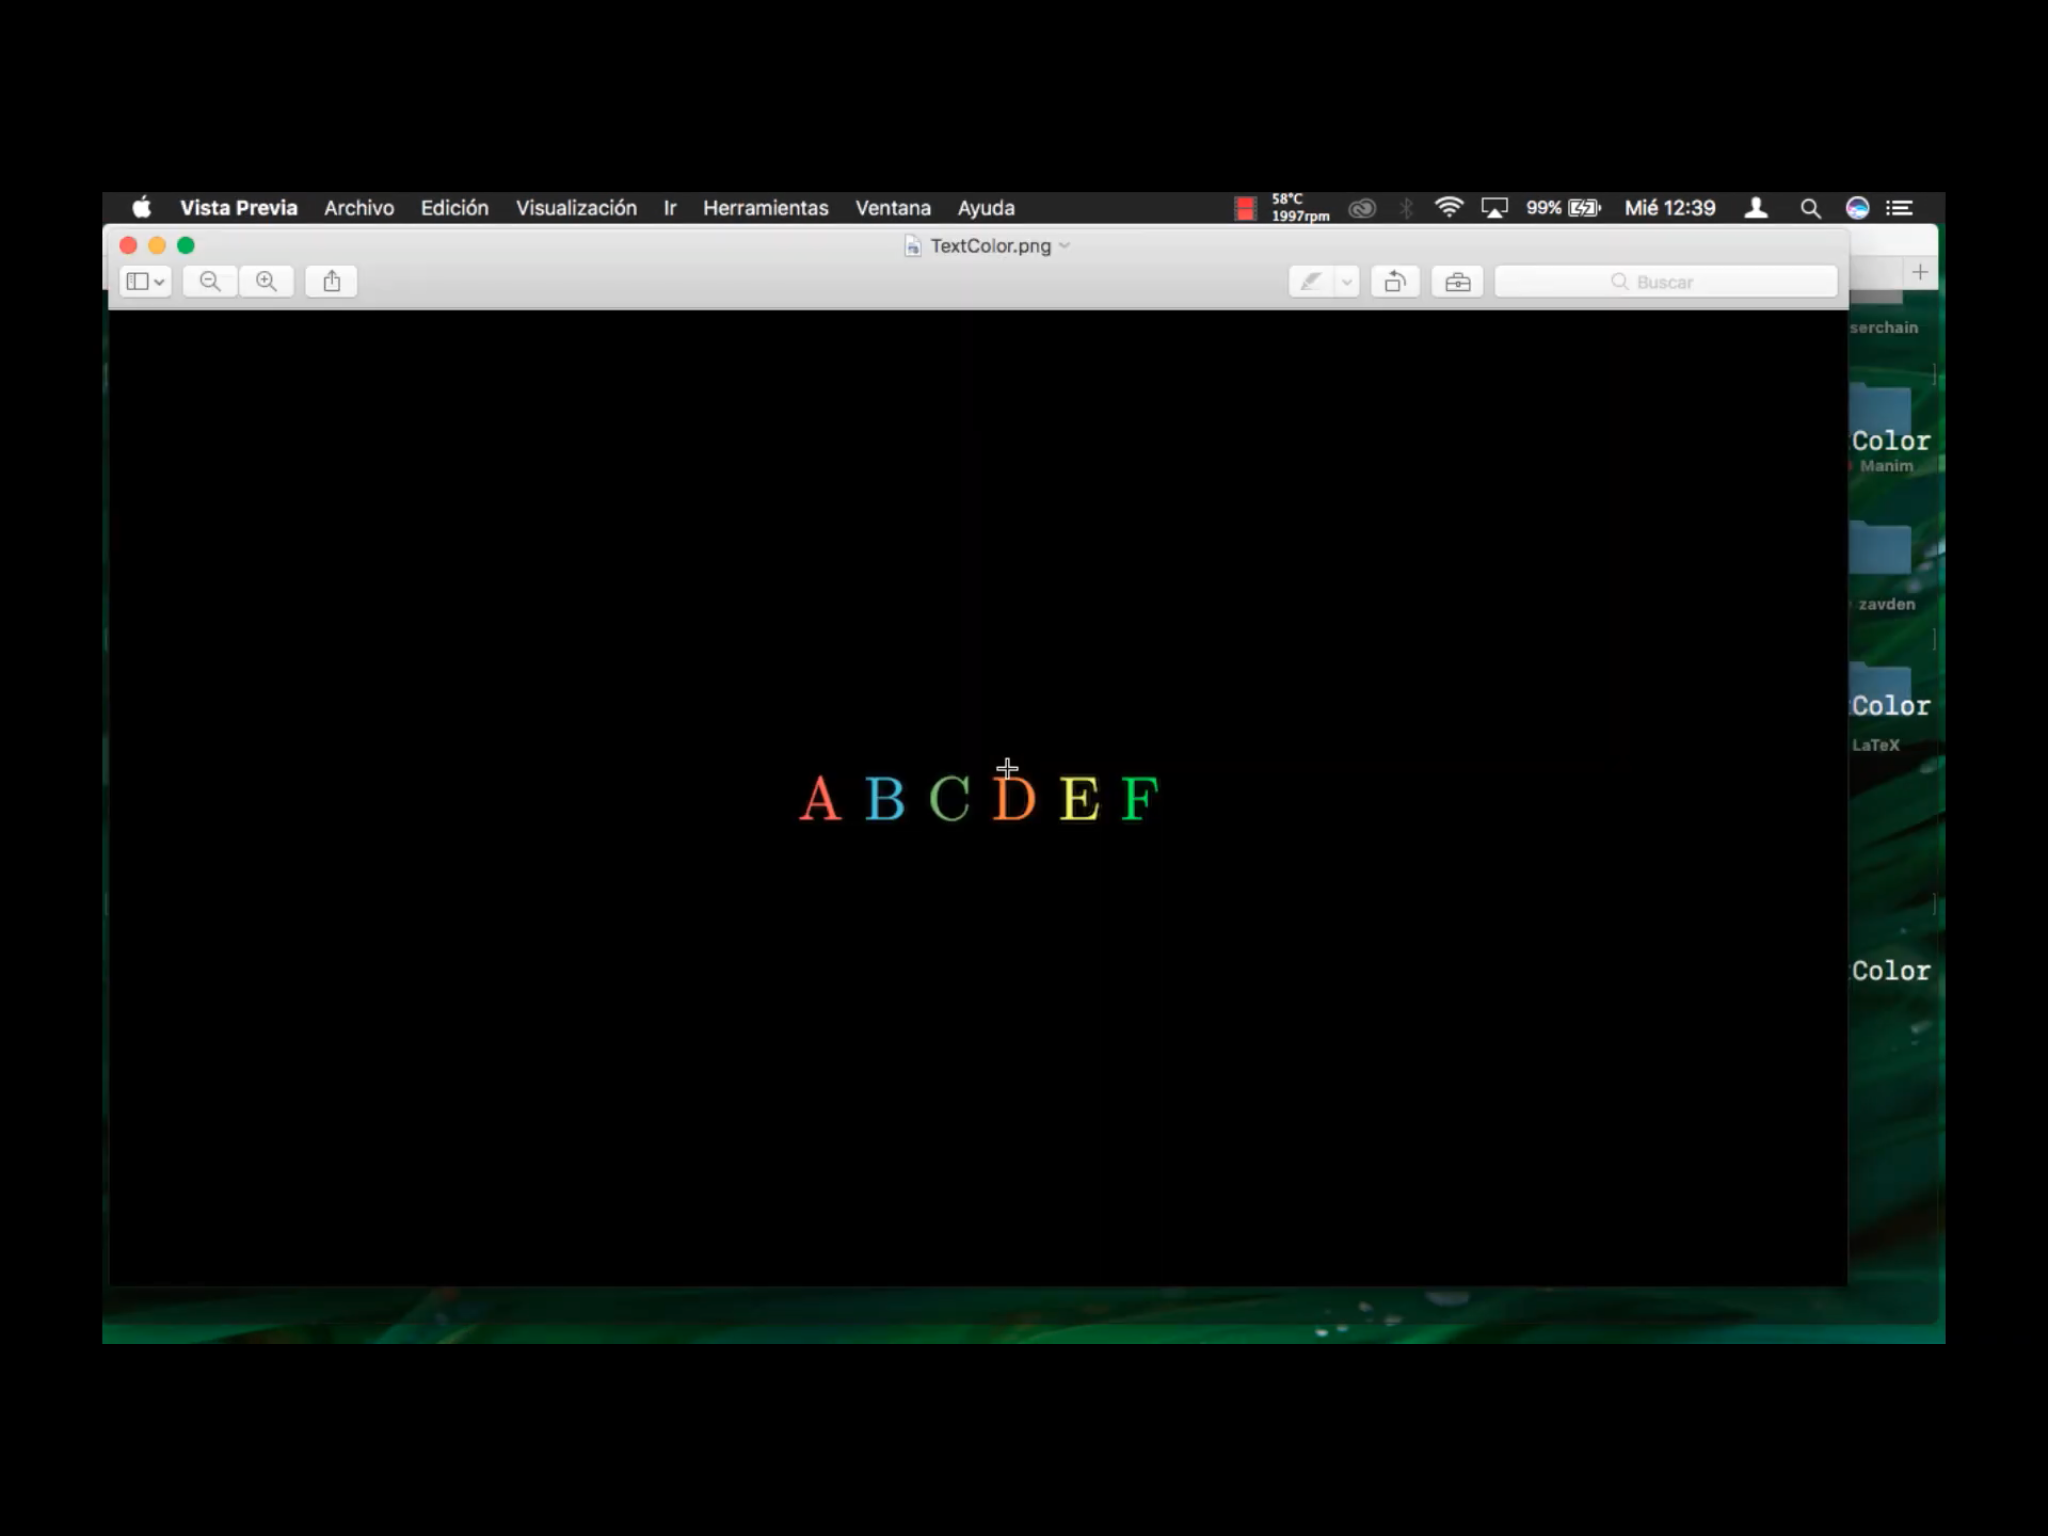 Vista Previa Archivo Edición Visualización Ir Herramientas Ventana Ayuda 58°C 1997rpm 99% Mié 12:39
TextColor.png
Buscar
serchain
Color
Manim
zavden
Color
LaTeX
A B C D E F
Color